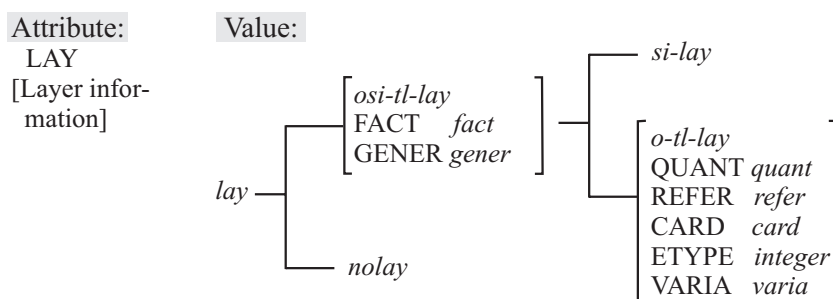 Attribute:
LAY
[Layer infor-
mation]
Value:
lay
osi-tl-lay
FACT fact
GENER gener
nolay
si-lay
o-tl-lay
QUANT quant
REFER refer
CARD card
ETYPE integer
VARIA varia